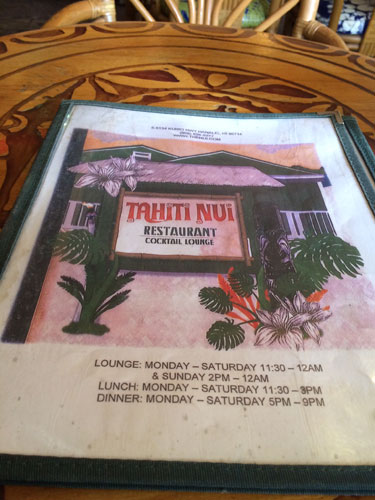 TAHITI NUI
RESTAURANT
COCKTAIL LOUNGE
LOUNGE: MONDAY – SATURDAY 11:30 – 12AM
& SUNDAY 2PM – 12AM
LUNCH: MONDAY – SATURDAY 11:30 – 3PM
DINNER: MONDAY – SATURDAY 5PM – 9PM